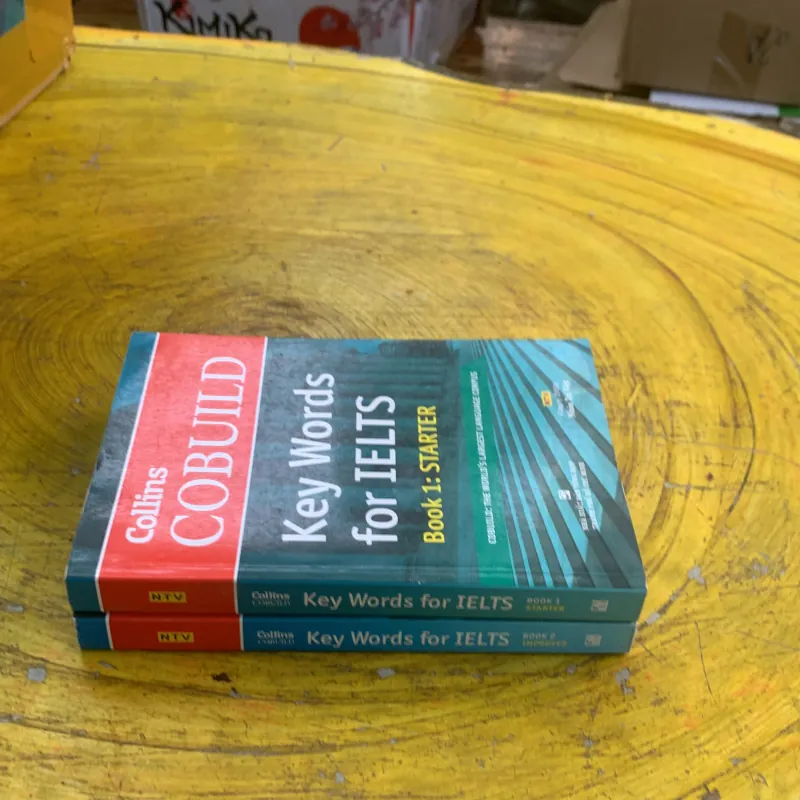 KUMIKO
Collins
COBUILD
Key Words
for IELTS
Book 1: STARTER
COBUILD: THE WORLD'S LARGEST LANGUAGE CORPUS
NTV
Collins
COBUILD
Key Words for IELTS
BOOK 1
STARTER
NTV
Collins
COBUILD
Key Words for IELTS
BOOK 2
IMPROVER